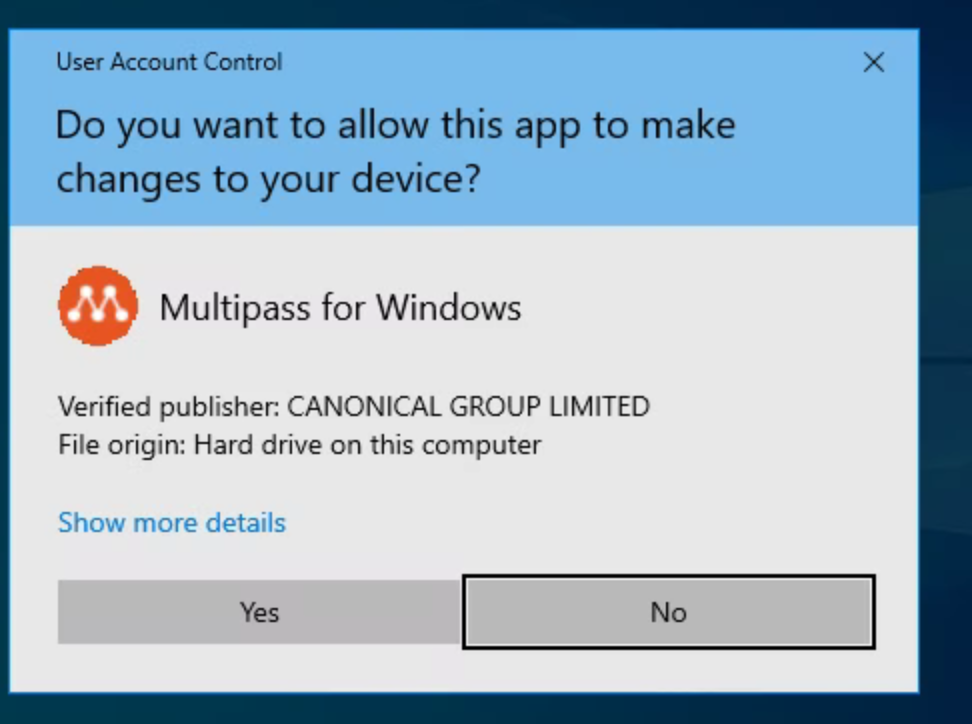 User Account Control
Do you want to allow this app to make
changes to your device?
Multipass for Windows
Verified publisher: CANONICAL GROUP LIMITED
File origin: Hard drive on this computer
Show more details
Yes
No